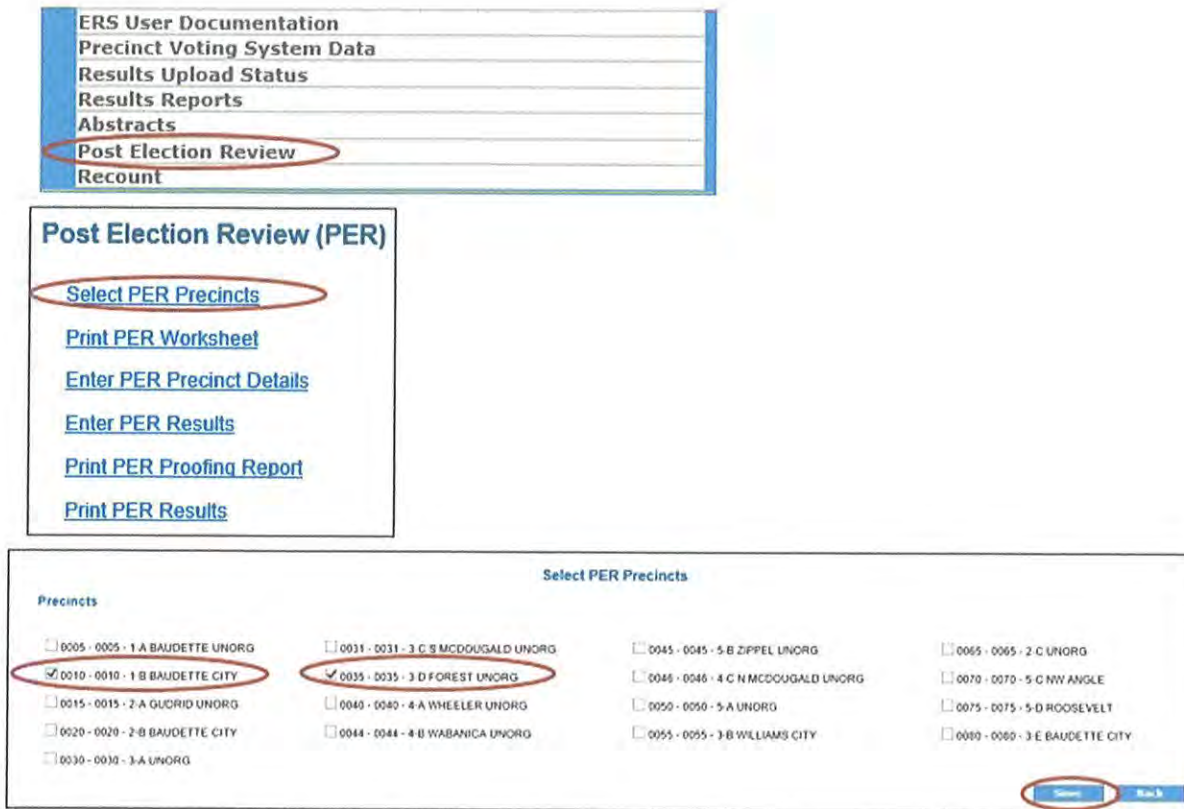 ERS User Documentation
Precinct Voting System Data
Results Upload Status
Results Reports
Abstracts
Post Election Review
Recount
Post Election Review (PER)
Select PER Precincts
Print PER Worksheet
Enter PER Precinct Details
Enter PER Results
Print PER Proofing Report
Print PER Results
Select PER Precincts
Precincts
0005 - 0005 - 1 A BAUDETTE UNORG
0031 - 0031 - 3 C S MCDOUGALD UNORG
0045 - 0045 - 5-B ZIPPEL UNORG
0065 - 0065 - 2-C UNORG
0010 - 0010 - 1-B BAUDETTE CITY
0035 - 0035 - 3 D FOREST UNORG
0046 - 0046 - 4 C N MCDOUGALD UNORG
0070 - 0070 - 5-C NW ANGLE
0015 - 0015 - 2-A GUDRID UNORG
0040 - 0040 - 4-A WHEELER UNORG
0050 - 0050 - 5-A UNORG
0075 - 0075 - 5-D ROOSEVELT
0020 - 0020 - 2-B BAUDETTE CITY
0044 - 0044 - 4-B WABANICA UNORG
0055 - 0055 - 3-B WILLIAMS CITY
0080 - 0080 - 3-E BAUDETTE CITY
0030 - 0030 - 3-A UNORG
Save
Back